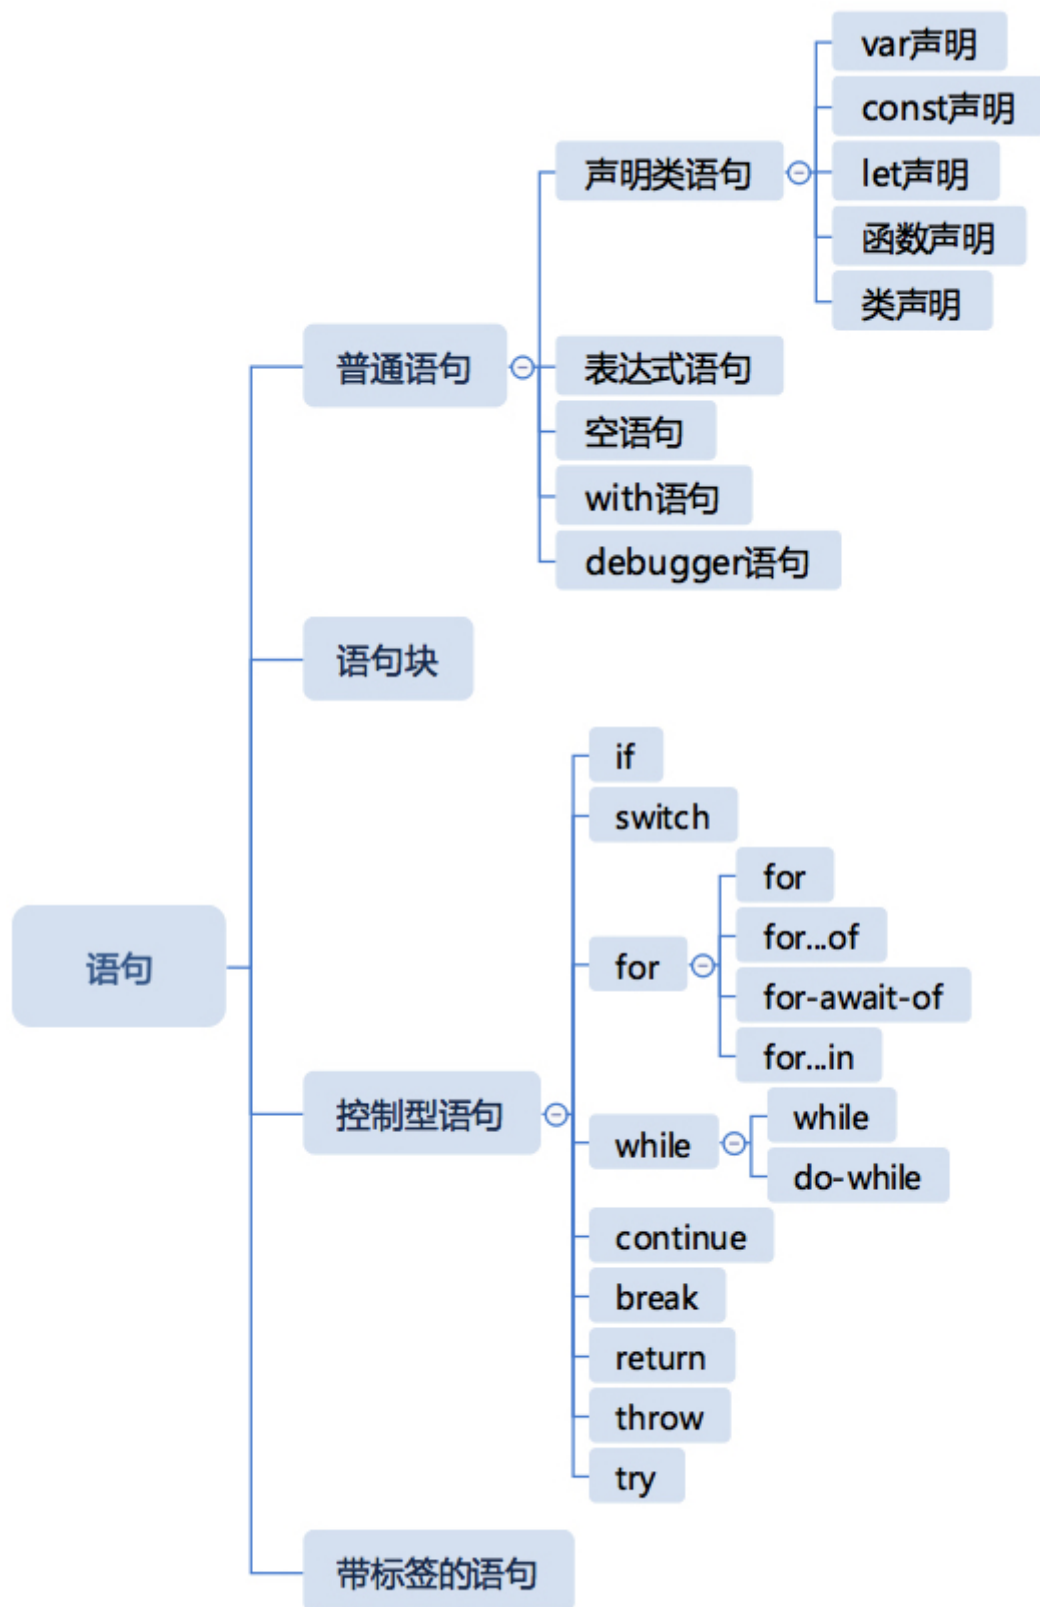 var声明
const声明
声明类语句
let声明
函数声明
类声明
普通语句
表达式语句
空语句
with语句
debugger语句
语句块
if
switch
for
for...of
for
for-await-of
for...in
语句
控制型语句
while
while
do-while
continue
break
return
throw
try
带标签的语句